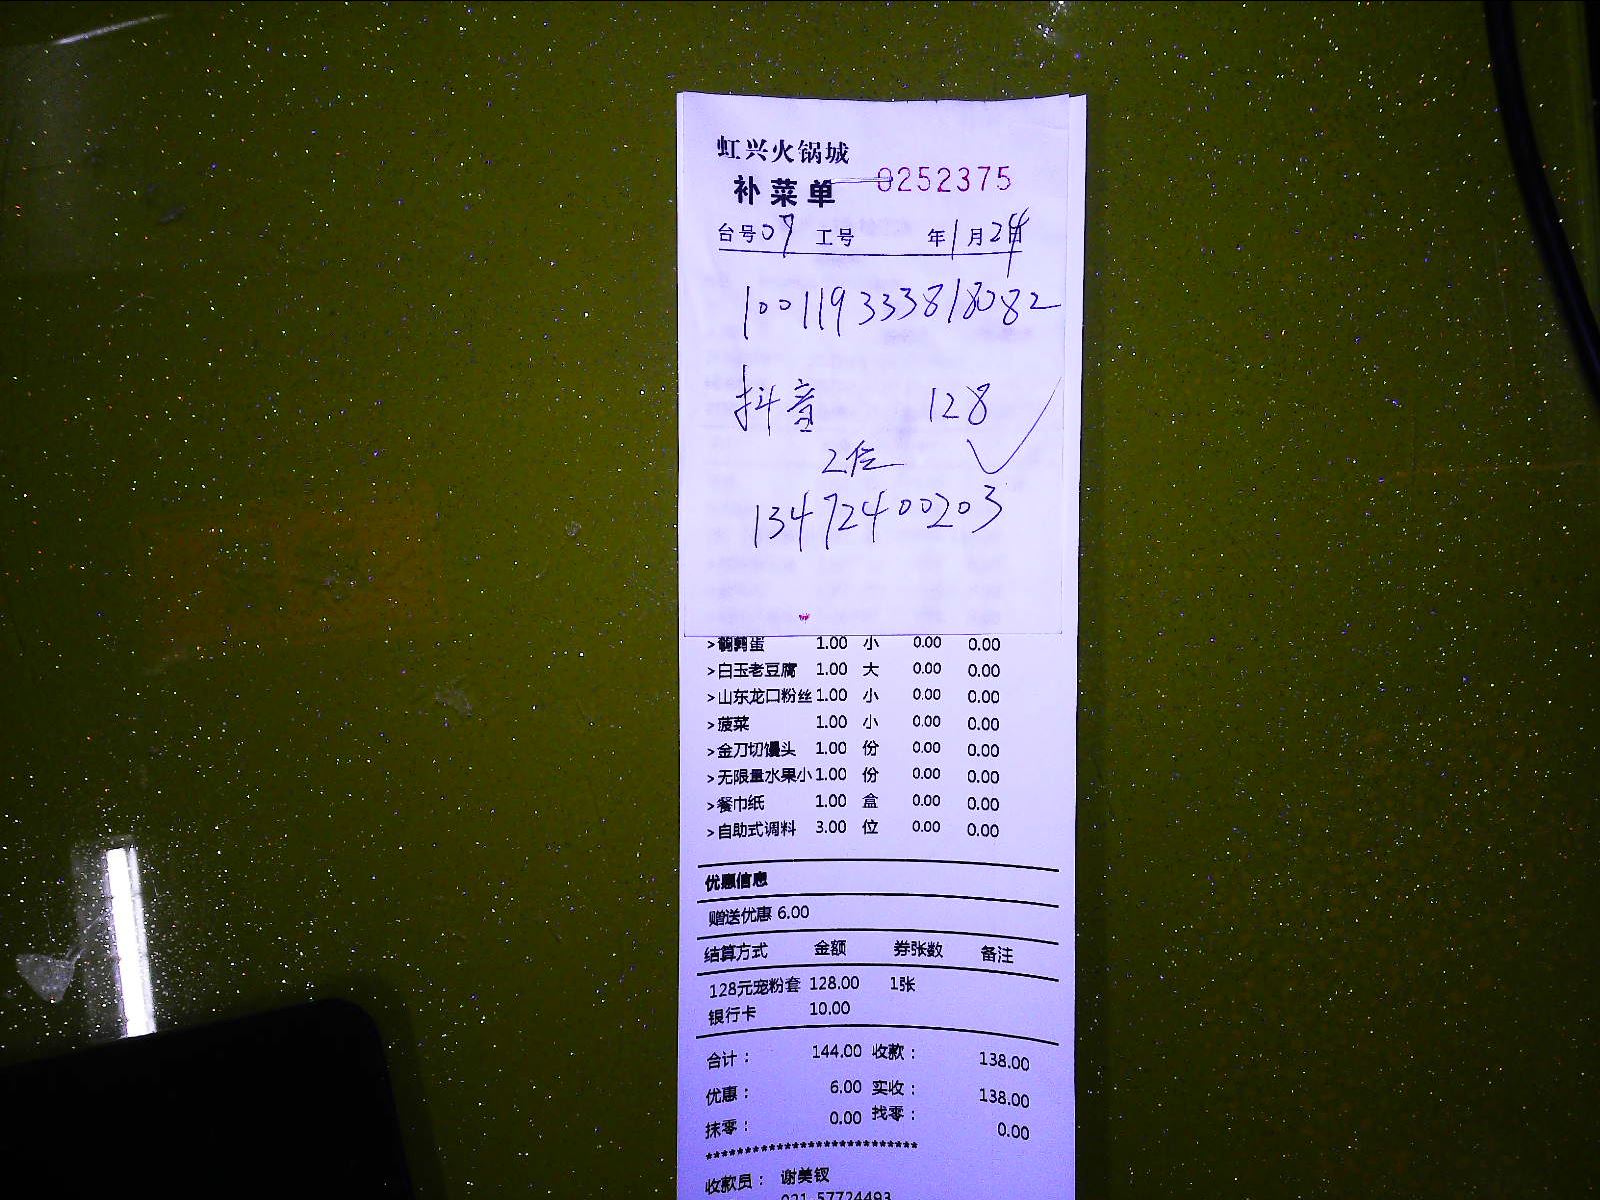 虹兴火锅城
补菜单 0252375
台号07 工号 年1月24日
100119333818082
抖音 128
2位
13472400203
>鹌鹑蛋 1.00 小 0.00 0.00
>白玉老豆腐 1.00 大 0.00 0.00
>山东龙口粉丝 1.00 小 0.00 0.00
>菠菜 1.00 小 0.00 0.00
>金刀切馒头 1.00 份 0.00 0.00
>无限量水果小 1.00 份 0.00 0.00
>餐巾纸 1.00 盒 0.00 0.00
>自助式调料 3.00 位 0.00 0.00
优惠信息
赠送优惠 6.00
结算方式 金额 券张数 备注
128元宠粉套 128.00 1张
银行卡 10.00
合计： 144.00 收款： 138.00
优惠： 6.00 实收： 138.00
抹零： 0.00 找零： 0.00
***************************
收款员： 谢美钗
021-57724493